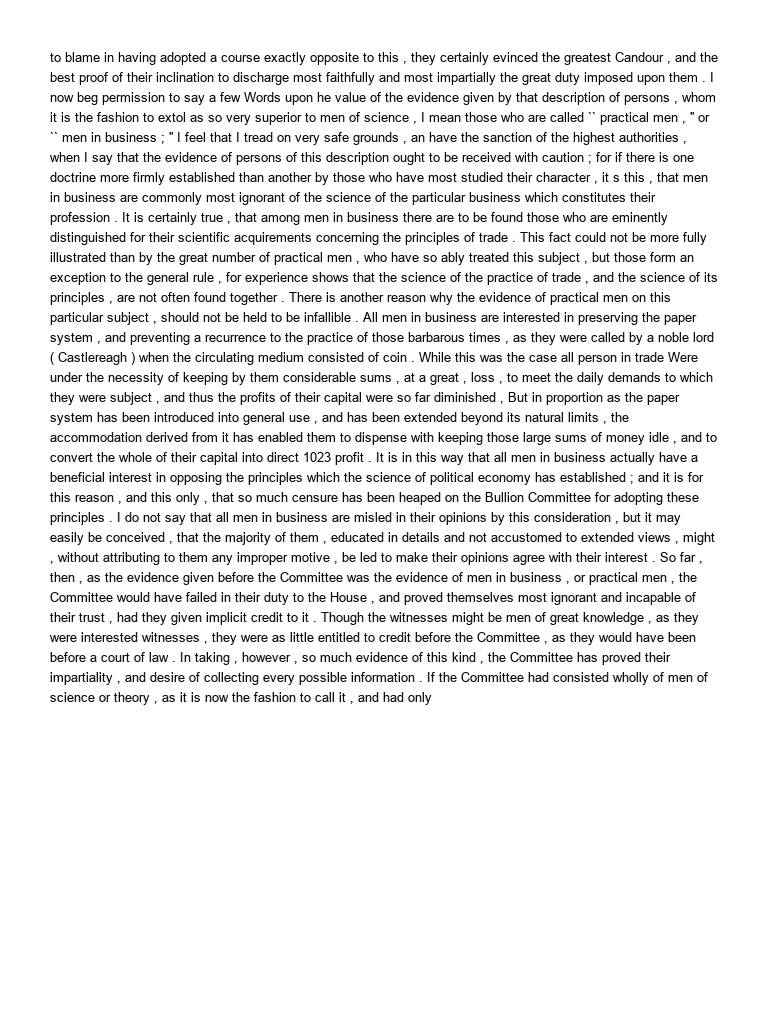 to blame in having adopted a course exactly opposite to this , they certainly evinced the greatest Candour , and the
best proof of their inclination to discharge most faithfully and most impartially the great duty imposed upon them . I
now beg permission to say a few Words upon he value of the evidence given by that description of persons , whom
it is the fashion to extol as so very superior to men of science , I mean those who are called `` practical men , " or
`` men in business ; " I feel that I tread on very safe grounds , an have the sanction of the highest authorities ,
when I say that the evidence of persons of this description ought to be received with caution ; for if there is one
doctrine more firmly established than another by those who have most studied their character , it s this , that men
in business are commonly most ignorant of the science of the particular business which constitutes their
profession . It is certainly true , that among men in business there are to be found those who are eminently
distinguished for their scientific acquirements concerning the principles of trade . This fact could not be more fully
illustrated than by the great number of practical men , who have so ably treated this subject , but those form an
exception to the general rule , for experience shows that the science of the practice of trade , and the science of its
principles , are not often found together . There is another reason why the evidence of practical men on this
particular subject , should not be held to be infallible . All men in business are interested in preserving the paper
system , and preventing a recurrence to the practice of those barbarous times , as they were called by a noble lord
( Castlereagh ) when the circulating medium consisted of coin . While this was the case all person in trade Were
under the necessity of keeping by them considerable sums , at a great , loss , to meet the daily demands to which
they were subject , and thus the profits of their capital were so far diminished , But in proportion as the paper
system has been introduced into general use , and has been extended beyond its natural limits , the
accommodation derived from it has enabled them to dispense with keeping those large sums of money idle , and to
convert the whole of their capital into direct 1023 profit . It is in this way that all men in business actually have a
beneficial interest in opposing the principles which the science of political economy has established ; and it is for
this reason , and this only , that so much censure has been heaped on the Bullion Committee for adopting these
principles . I do not say that all men in business are misled in their opinions by this consideration , but it may
easily be conceived , that the majority of them , educated in details and not accustomed to extended views , might
, without attributing to them any improper motive , be led to make their opinions agree with their interest . So far ,
then , as the evidence given before the Committee was the evidence of men in business , or practical men , the
Committee would have failed in their duty to the House , and proved themselves most ignorant and incapable of
their trust , had they given implicit credit to it . Though the witnesses might be men of great knowledge , as they
were interested witnesses , they were as little entitled to credit before the Committee , as they would have been
before a court of law . In taking , however , so much evidence of this kind , the Committee has proved their
impartiality , and desire of collecting every possible information . If the Committee had consisted wholly of men of
science or theory , as it is now the fashion to call it , and had only